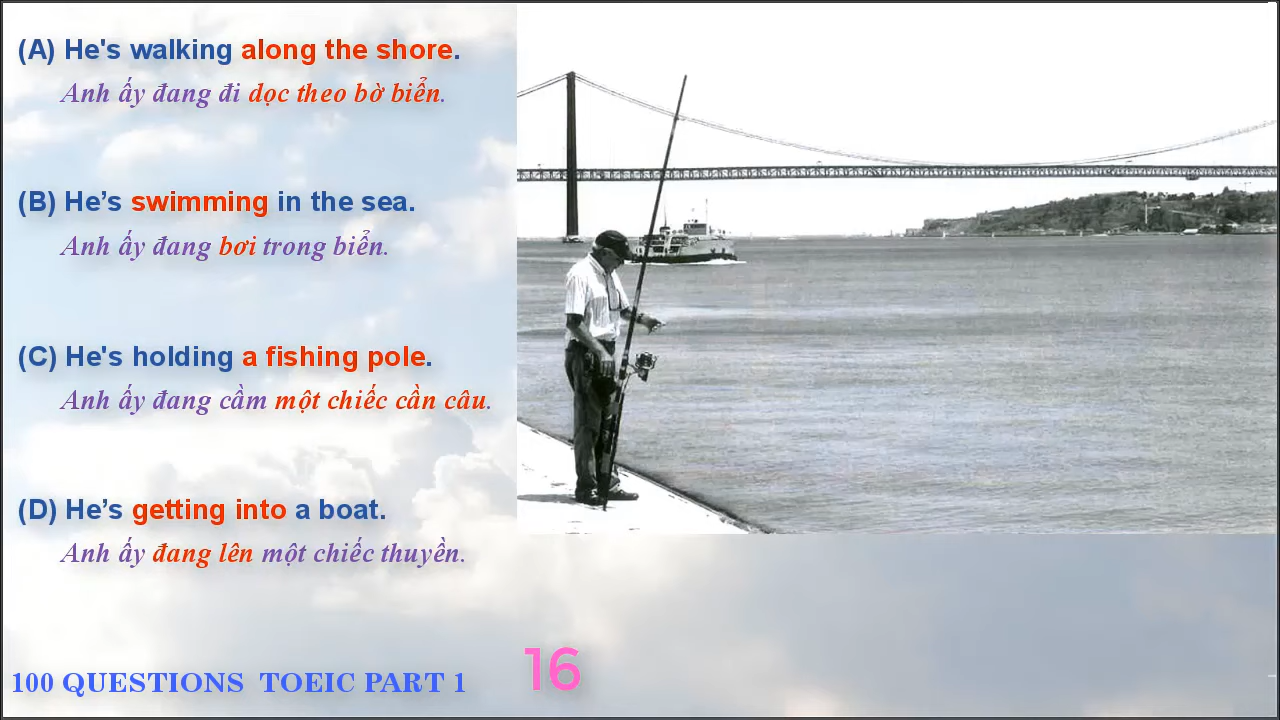 (A) He's walking along the shore.
Anh ấy đang đi dọc theo bờ biển.
(B) He’s swimming in the sea.
Anh ấy đang bơi trong biển.
(C) He's holding a fishing pole.
Anh ấy đang cầm một chiếc cần câu.
(D) He’s getting into a boat.
Anh ấy đang lên một chiếc thuyền.
100 QUESTIONS TOEIC PART 1
16